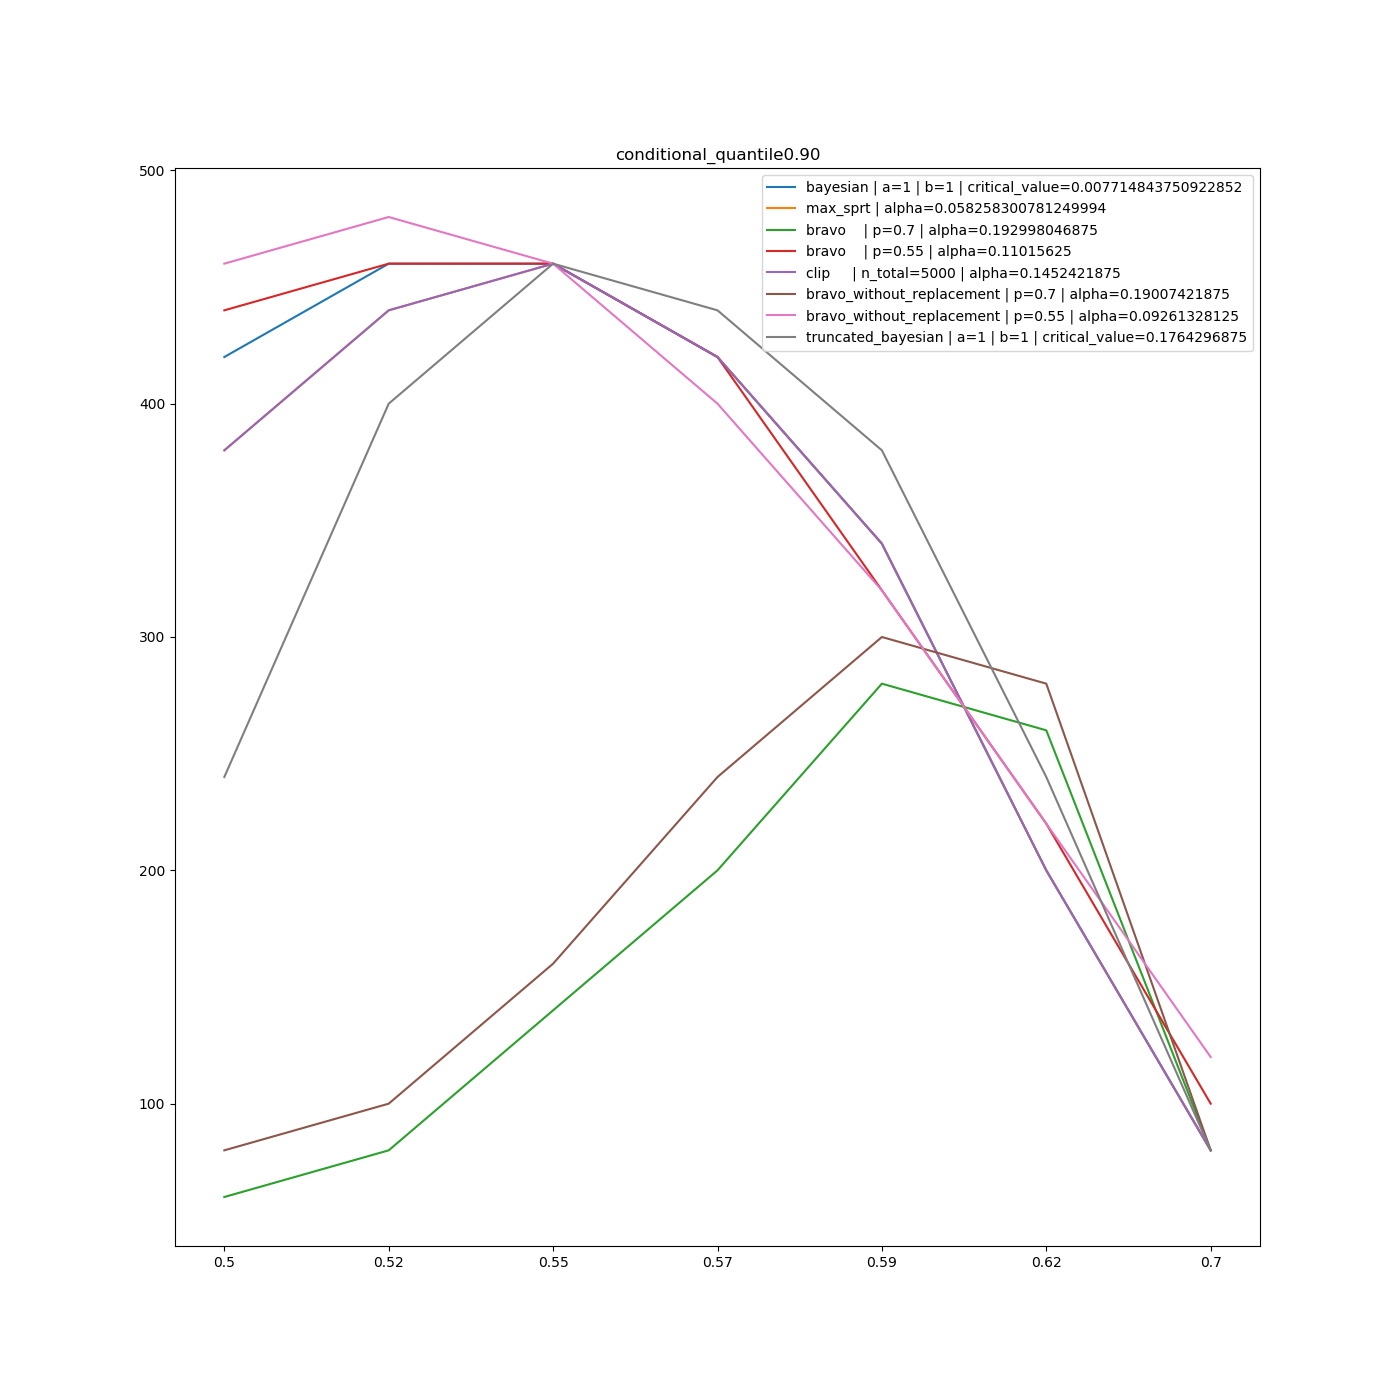 conditional_quantile0.90
500
400
300
200
100
bayesian | a=1 | b=1 | critical_value=0.007714843750922852
max_sprt | alpha=0.058258300781249994
bravo    | p=0.7 | alpha=0.192998046875
bravo    | p=0.55 | alpha=0.11015625
clip     | n_total=5000 | alpha=0.1452421875
bravo_without_replacement | p=0.7 | alpha=0.19007421875
bravo_without_replacement | p=0.55 | alpha=0.09261328125
truncated_bayesian | a=1 | b=1 | critical_value=0.1764296875
0.5 0.52 0.55 0.57 0.59 0.62 0.7